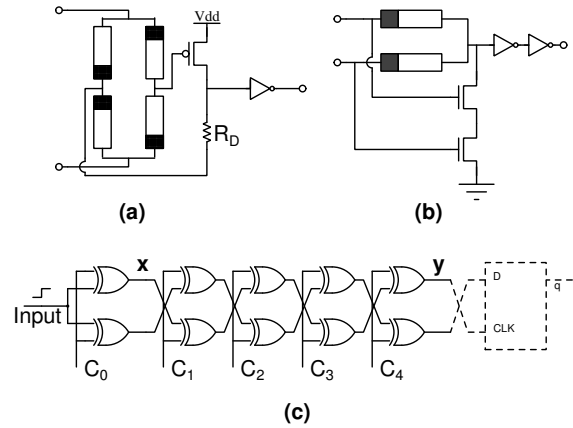 Vdd
R_D
(a)
(b)
x
y
Input
D
q
CLK
C_0
C_1
C_2
C_3
C_4
(c)